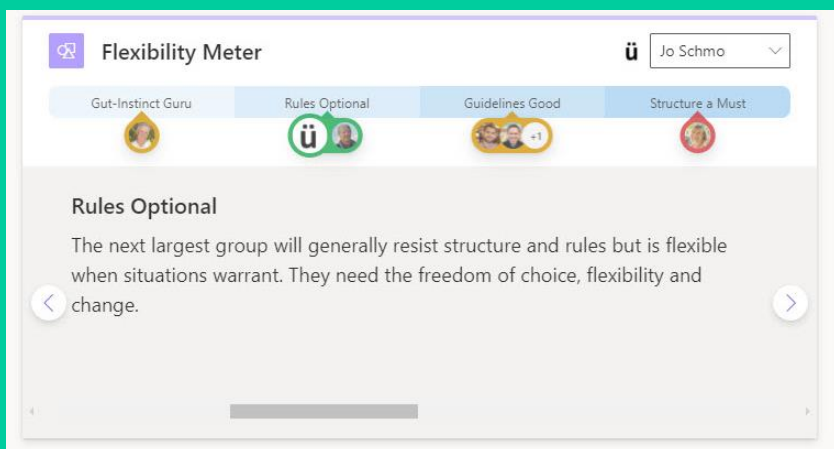 Flexibility Meter
ü Jo Schmo
Gut-Instinct Guru Rules Optional Guidelines Good Structure a Must
ü +1
Rules Optional
The next largest group will generally resist structure and rules but is flexible
when situations warrant. They need the freedom of choice, flexibility and
change.